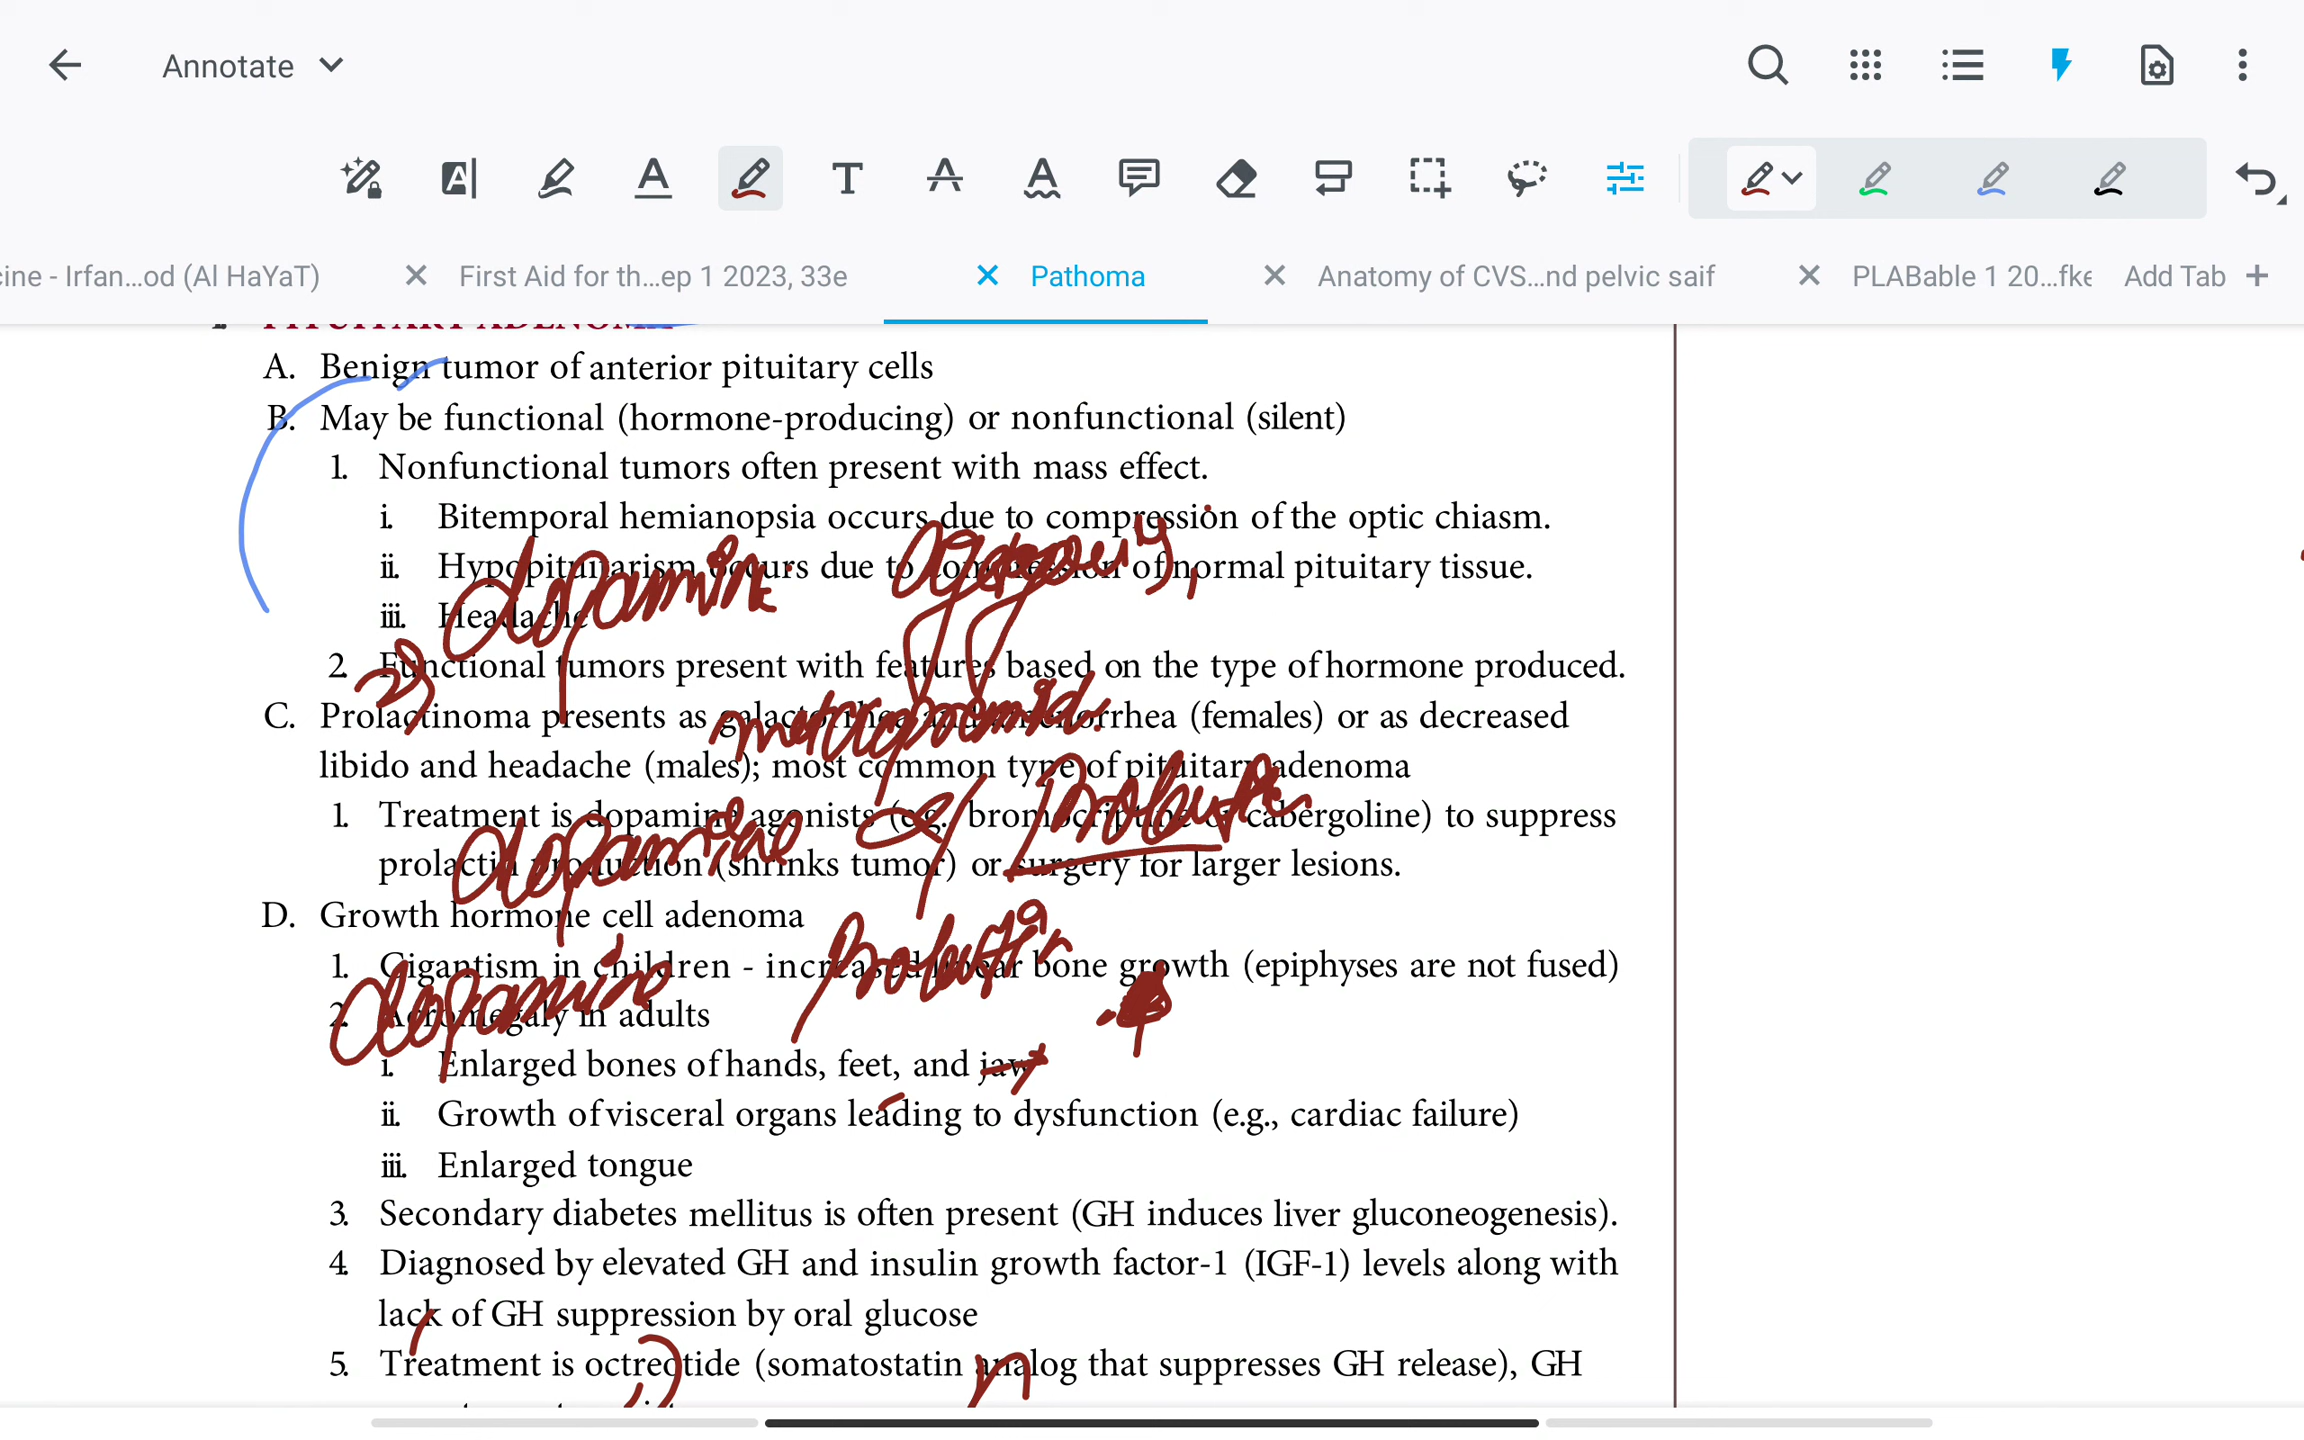 Annotate
cine - Irfan...od (Al HaYaT)
First Aid for th...ep 1 2023, 33e
Pathoma
Anatomy of CVS...nd pelvic saif
PLABable 1 20...fke
Add Tab
PITUITARY ADENOMA
A. Benign tumor of anterior pituitary cells
B. May be functional (hormone-producing) or nonfunctional (silent)
1. Nonfunctional tumors often present with mass effect.
i. Bitemporal hemianopsia occurs due to compression of the optic chiasm.
ii. Hypopituitarism occurs due to compression of normal pituitary tissue.
iii. Headache
2. Functional tumors present with features based on the type of hormone produced.
C. Prolactinoma presents as galactorrhea and amenorrhea (females) or as decreased
libido and headache (males); most common type of pituitary adenoma
1. Treatment is dopamine agonists (e.g. bromocriptine or cabergoline) to suppress
prolactin production (shrinks tumor) or surgery for larger lesions.
D. Growth hormone cell adenoma
1. Gigantism in children - increased linear bone growth (epiphyses are not fused)
2. Acromegaly in adults
i. Enlarged bones of hands, feet, and jaw
ii. Growth of visceral organs leading to dysfunction (e.g., cardiac failure)
iii. Enlarged tongue
3. Secondary diabetes mellitus is often present (GH induces liver gluconeogenesis).
4. Diagnosed by elevated GH and insulin growth factor-1 (IGF-1) levels along with
lack of GH suppression by oral glucose
5. Treatment is octreotide (somatostatin analog that suppresses GH release), GH
2) dopamin
dopamine